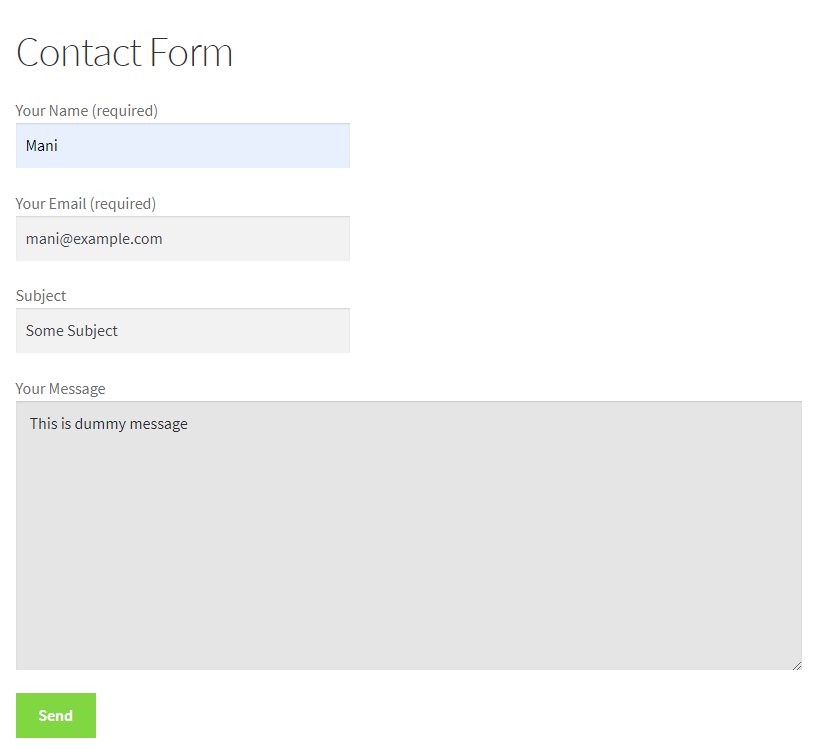 Contact Form
Your Name (required)
Mani
Your Email (required)
mani@example.com
Subject
Some Subject
Your Message
This is dummy message
Send